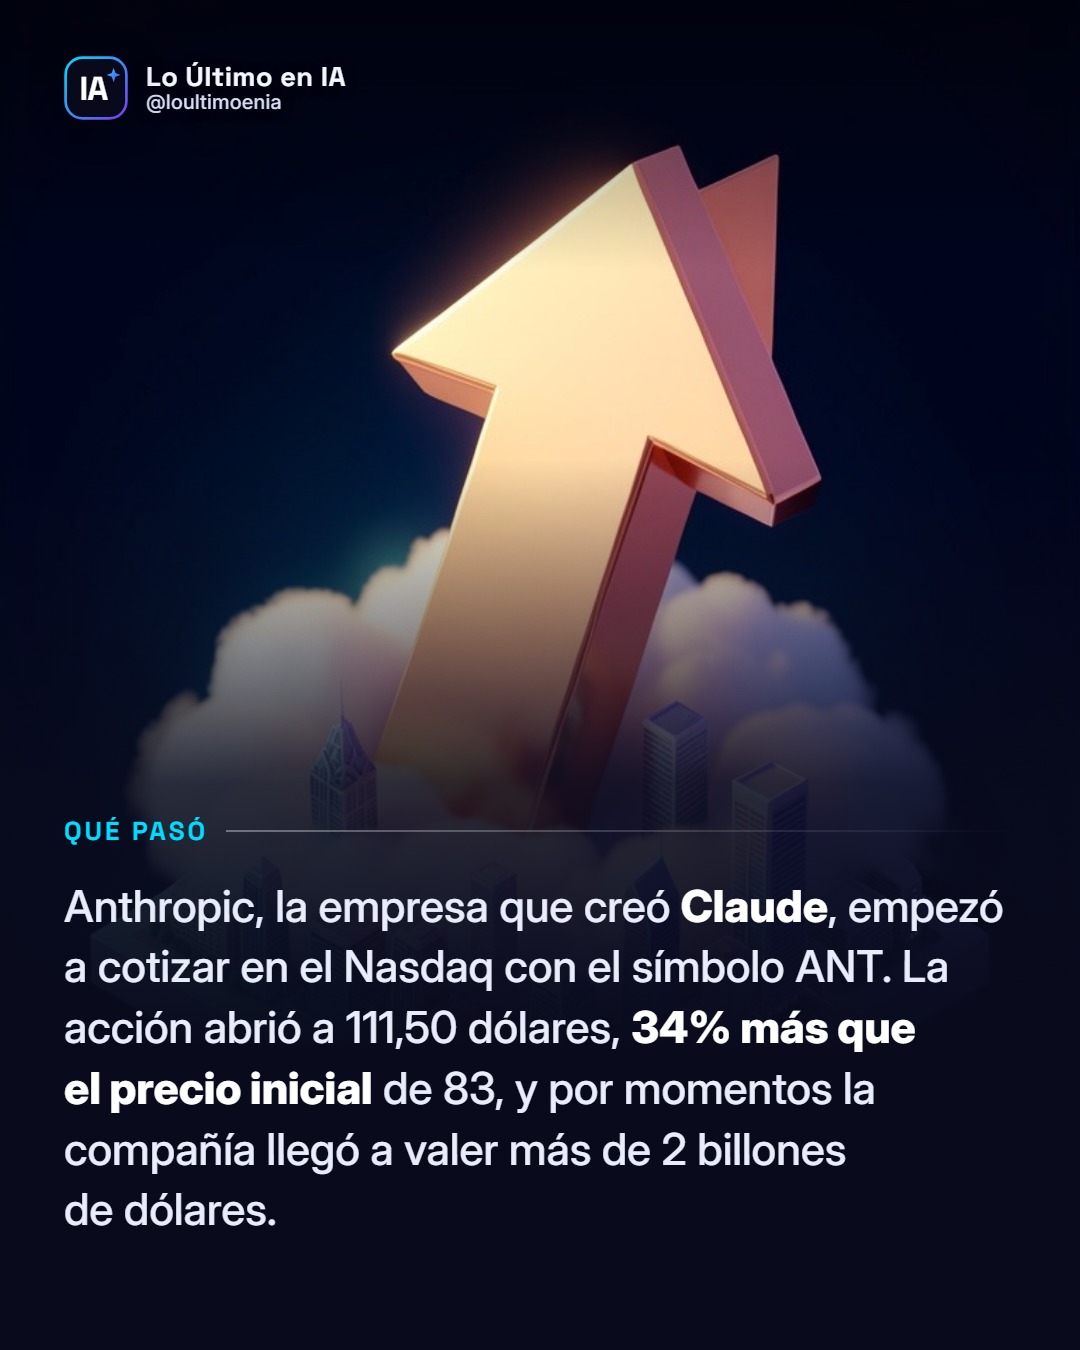 IA
Lo Último en IA
@loultimoenia
QUÉ PASÓ
Anthropic, la empresa que creó Claude, empezó
a cotizar en el Nasdaq con el símbolo ANT. La
acción abrió a 111,50 dólares, 34% más que
el precio inicial de 83, y por momentos la
compañía llegó a valer más de 2 billones
de dólares.